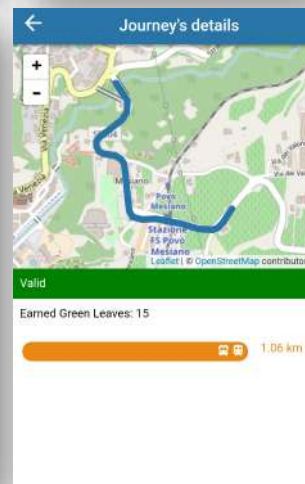 Journey's details
+
-
Via Venezia
Mesiano
Povo
Mesiano
Stazione
FS Povo
Mesiano
Leaflet | © OpenStreetMap contributors
Valid
Earned Green Leaves: 15
1.06 km